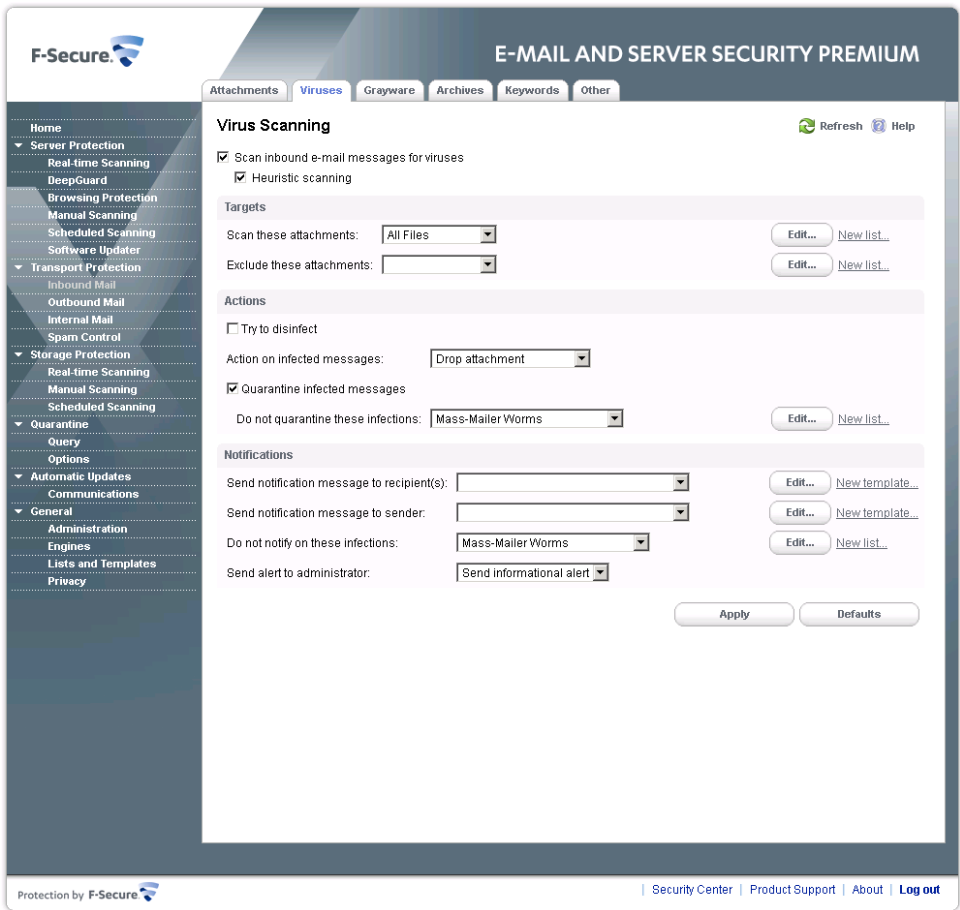 F-Secure.
E-MAIL AND SERVER SECURITY PREMIUM
Attachments Viruses Grayware Archives Keywords Other
Home
Server Protection
Real-time Scanning
DeepGuard
Browsing Protection
Manual Scanning
Scheduled Scanning
Software Updater
Transport Protection
Inbound Mail
Outbound Mail
Internal Mail
Spam Control
Storage Protection
Real-time Scanning
Manual Scanning
Scheduled Scanning
Quarantine
Query
Options
Automatic Updates
Communications
General
Administration
Engines
Lists and Templates
Privacy
Virus Scanning
Refresh Help
Scan inbound e-mail messages for viruses
Heuristic scanning
Targets
Scan these attachments: All Files Edit... New list...
Exclude these attachments: Edit... New list...
Actions
Try to disinfect
Action on infected messages: Drop attachment
Quarantine infected messages
Do not quarantine these infections: Mass-Mailer Worms Edit... New list...
Notifications
Send notification message to recipient(s): Edit... New template...
Send notification message to sender: Edit... New template...
Do not notify on these infections: Mass-Mailer Worms Edit... New list...
Send alert to administrator: Send informational alert
Apply Defaults
Protection by F-Secure.
| Security Center | Product Support | About | Log out